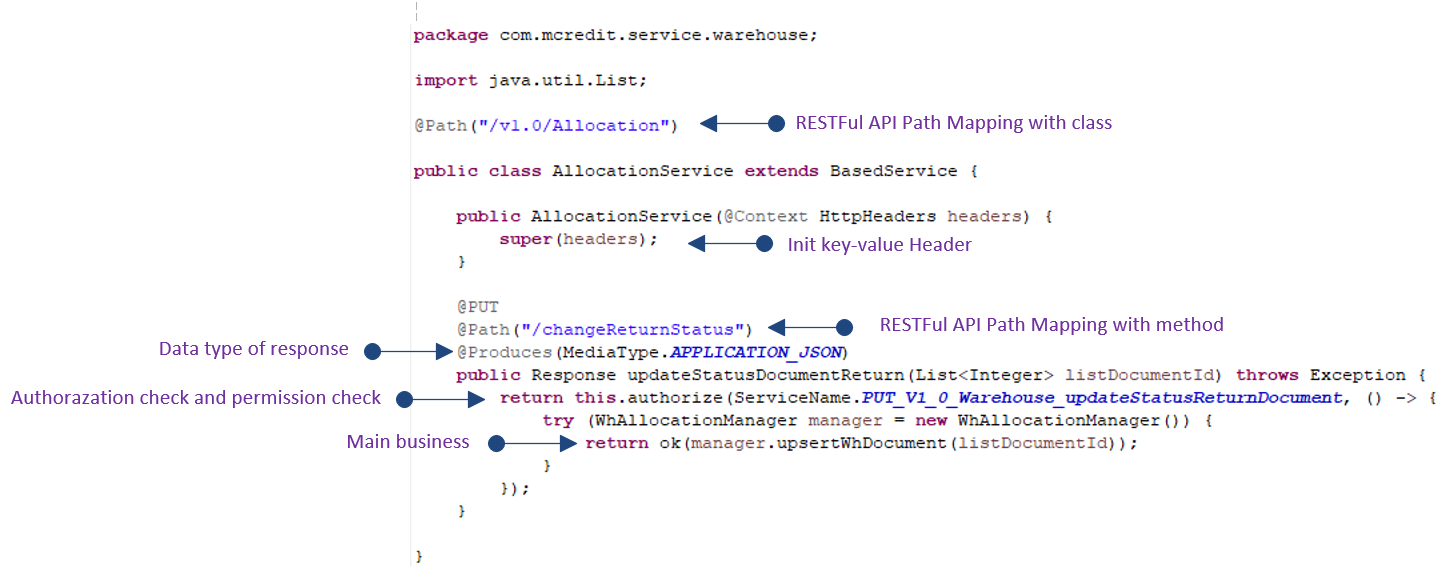 package com.mcredit.service.warehouse;
import java.util.List;
@Path("/v1.0/Allocation")
RESTFul API Path Mapping with class
public class AllocationService extends BasedService {
public AllocationService(@Context HttpHeaders headers) {
super(headers);
Init key-value Header
}
@PUT
@Path("/changeReturnStatus")
RESTFul API Path Mapping with method
Data type of response
@Produces(MediaType.APPLICATION_JSON)
public Response updateStatusDocumentReturn(List<Integer> listDocumentId) throws Exception {
Authorazation check and permission check
return this.authorize(ServiceName.PUT_V1_0_Warehouse_updateStatusReturnDocument, () -> {
try (WhAllocationManager manager = new WhAllocationManager()) {
Main business
return ok(manager.upsertWhDocument(listDocumentId));
}
});
}
}